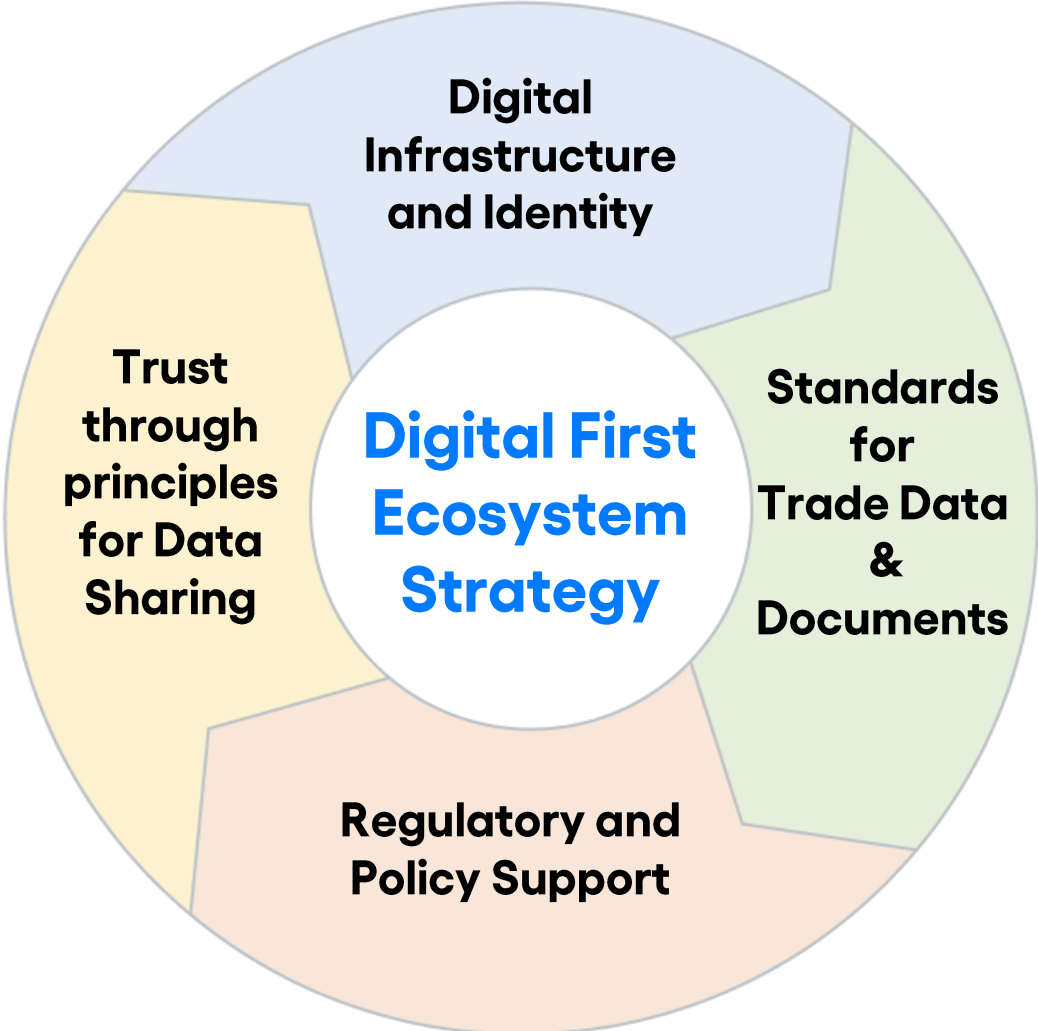 Digital
Infrastructure
and Identity
Trust
through
principles
for Data
Sharing
Digital First
Ecosystem
Strategy
Standards
for
Trade Data
&
Documents
Regulatory and
Policy Support